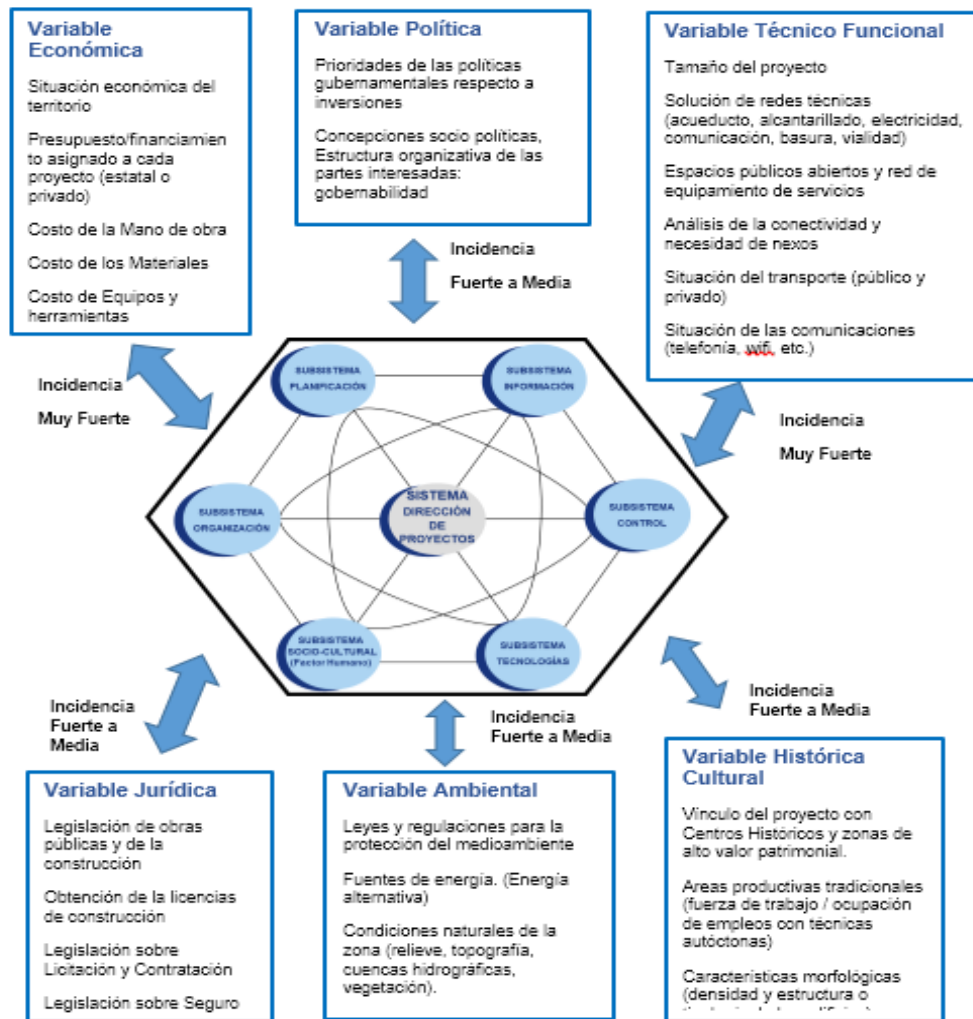 Variable
Económica
Situación económica del
territorio
Presupuesto/financiamien
to asignado a cada
proyecto (estatal o
privado)
Costo de la Mano de obra
Costo de los Materiales
Costo de Equipos y
herramientas
Variable Política
Prioridades de las políticas
gubernamentales respecto a
inversiones
Concepciones socio políticas,
Estructura organizativa de las
partes interesadas:
gobernabilidad
Variable Técnico Funcional
Tamaño del proyecto
Solución de redes técnicas
(acueducto, alcantarillado, electricidad,
comunicación, basura, vialidad)
Espacios públicos abiertos y red de
equipamiento de servicios
Análisis de la conectividad y
necesidad de nexos
Situación del transporte (público y
privado)
Situación de las comunicaciones
(telefonía, wifi, etc.)
Incidencia
Fuerte a Media
Incidencia
Muy Fuerte
Incidencia
Muy Fuerte
SUBSISTEMA
PLANIFICACIÓN
SUBSISTEMA
INFORMACIÓN
SUBSISTEMA
ORGANIZACIÓN
SISTEMA
DIRECCIÓN
DE
PROYECTOS
SUBSISTEMA
CONTROL
SUBSISTEMA
SOCIO-CULTURAL
(Factor Humano)
SUBSISTEMA
TECNOLOGÍAS
Incidencia
Fuerte a
Media
Incidencia
Fuerte a Media
Incidencia
Fuerte a Media
Variable Jurídica
Legislación de obras
públicas y de la
construcción
Obtención de la licencias
de construcción
Legislación sobre
Licitación y Contratación
Legislación sobre Seguro
Variable Ambiental
Leyes y regulaciones para la
protección del medioambiente
Fuentes de energía. (Energía
alternativa)
Condiciones naturales de la
zona (relieve, topografía,
cuencas hidrográficas,
vegetación).
Variable Histórica
Cultural
Vínculo del proyecto con
Centros Históricos y zonas de
alto valor patrimonial.
Areas productivas tradicionales
(fuerza de trabajo / ocupación
de empleos con técnicas
autóctonas)
Características morfológicas
(densidad y estructura o